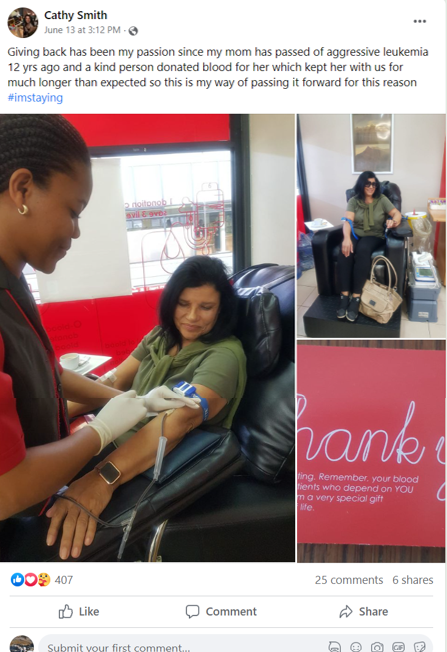 Cathy Smith
June 13 at 3:12 PM ·
Giving back has been my passion since my mom has passed of aggressive leukemia
12 yrs ago and a kind person donated blood for her which kept her with us for
much longer than expected so this is my way of passing it forward for this reason
#imstaying
hank y
ting. Remember, your blood
tients who depend on YOU
m a very special gift
life.
407
25 comments 6 shares
Like Comment Share
Submit your first comment...